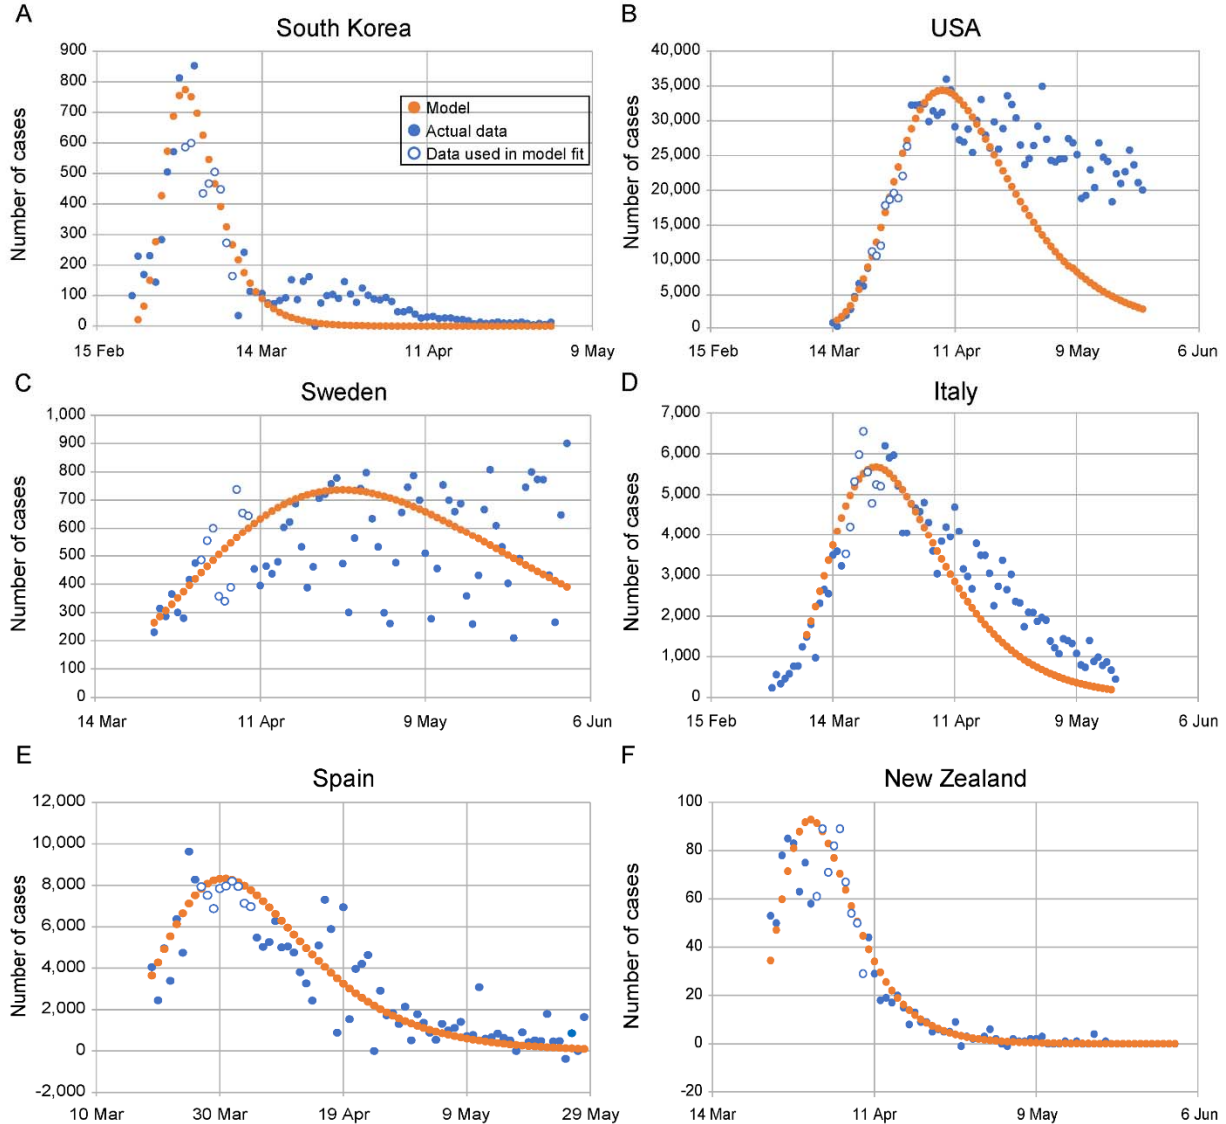 A
South Korea
Number of cases
900
800
700
600
500
400
300
200
100
0
15 Feb
14 Mar
11 Apr
9 May
Model
Actual data
Data used in model fit
B
USA
Number of cases
40,000
35,000
30,000
25,000
20,000
15,000
10,000
5,000
0
15 Feb
14 Mar
11 Apr
9 May
6 Jun
C
Sweden
Number of cases
1,000
900
800
700
600
500
400
300
200
100
0
14 Mar
11 Apr
9 May
6 Jun
D
Italy
Number of cases
7,000
6,000
5,000
4,000
3,000
2,000
1,000
0
15 Feb
14 Mar
11 Apr
9 May
6 Jun
E
Spain
Number of cases
12,000
10,000
8,000
6,000
4,000
2,000
0
-2,000
10 Mar
30 Mar
19 Apr
9 May
29 May
F
New Zealand
Number of cases
100
80
60
40
20
0
-20
14 Mar
11 Apr
9 May
6 Jun